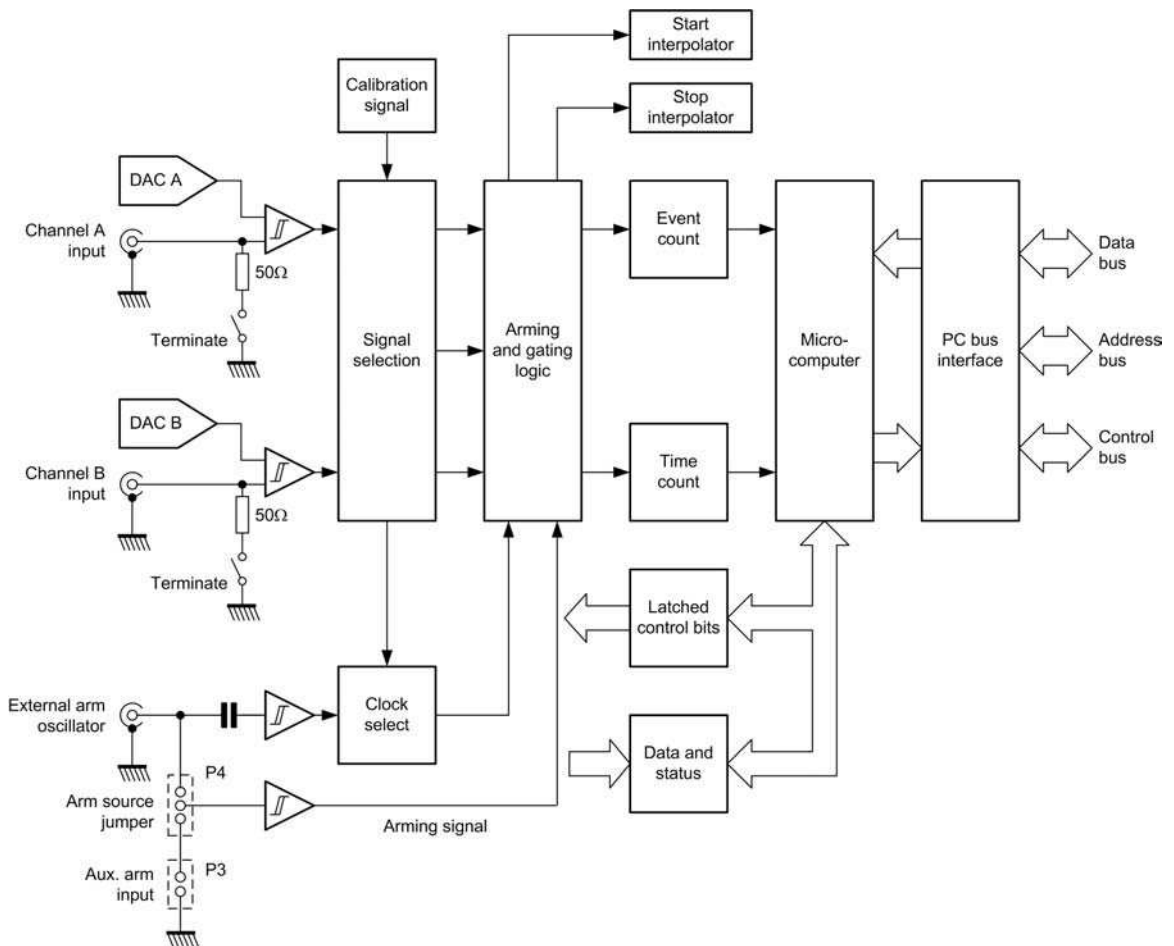 Start
interpolator
Calibration
signal
Stop
interpolator
DAC A
Channel A
input
50Ω
Terminate
Signal
selection
Arming
and gating
logic
Event
count
Micro-
computer
PC bus
interface
Data
bus
Address
bus
Control
bus
DAC B
Channel B
input
50Ω
Terminate
Time
count
Latched
control bits
External arm
oscillator
Clock
select
Data and
status
P4
Arm source
jumper
Arming signal
P3
Aux. arm
input